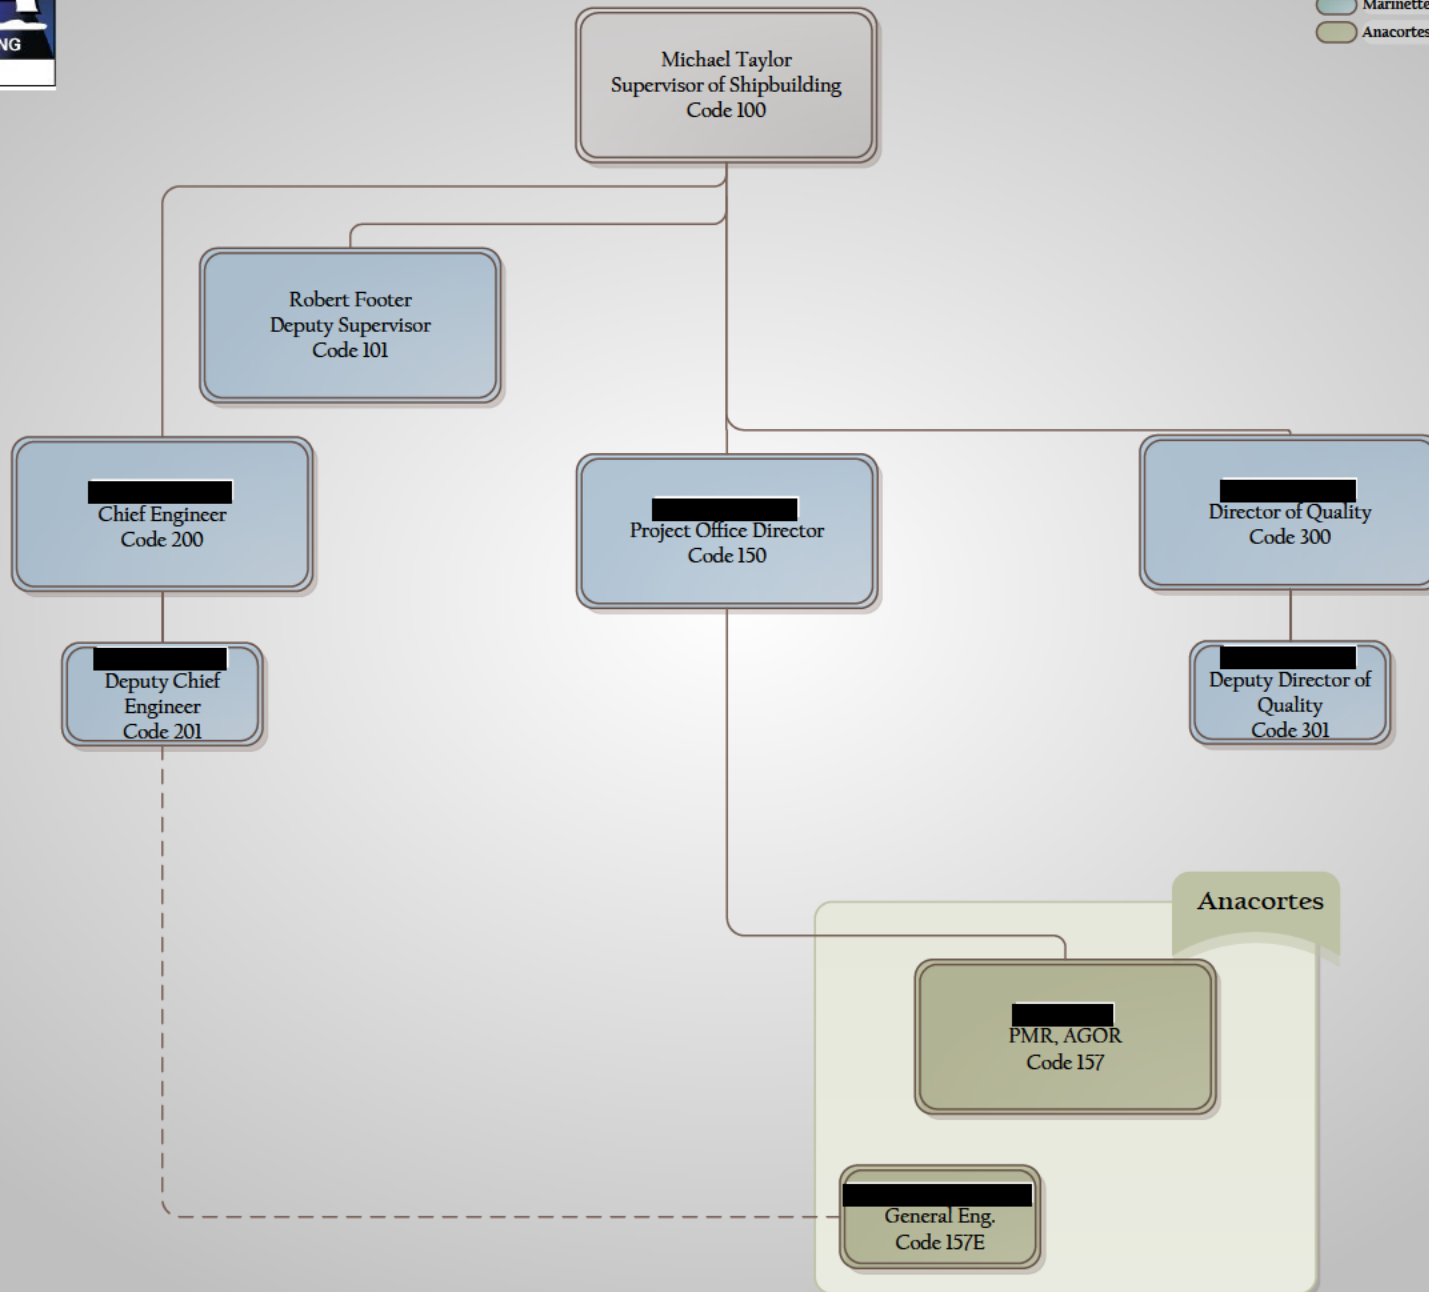 NG
Marinette
Anacortes
Michael Taylor
Supervisor of Shipbuilding
Code 100
Robert Footer
Deputy Supervisor
Code 101
Chief Engineer
Code 200
Project Office Director
Code 150
Director of Quality
Code 300
Deputy Chief
Engineer
Code 201
Deputy Director of
Quality
Code 301
Anacortes
PMR, AGOR
Code 157
General Eng.
Code 157E